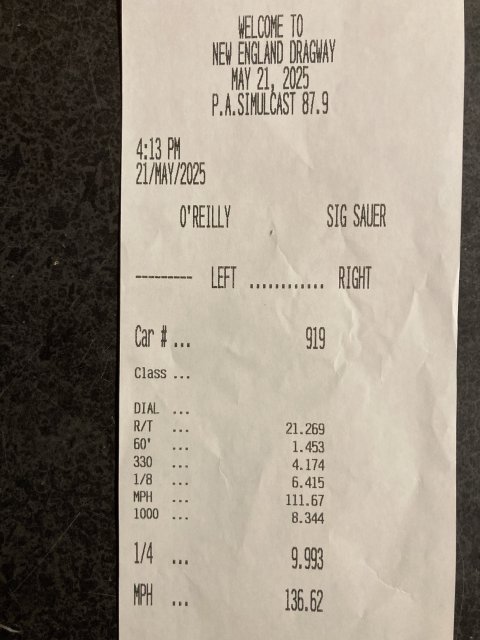 WELCOME TO
NEW ENGLAND DRAGWAY
MAY 21, 2025
P.A.SIMULCAST 87.9
4:13 PM
21/MAY/2025
O'REILLY SIG SAUER
--------- LEFT ............ RIGHT
Car # ... 919
Class ...
DIAL ...
R/T ... 21.269
60' ... 1.453
330 ... 4.174
1/8 ... 6.415
MPH ... 111.67
1000 ... 8.344
1/4 ... 9.993
MPH ... 136.62